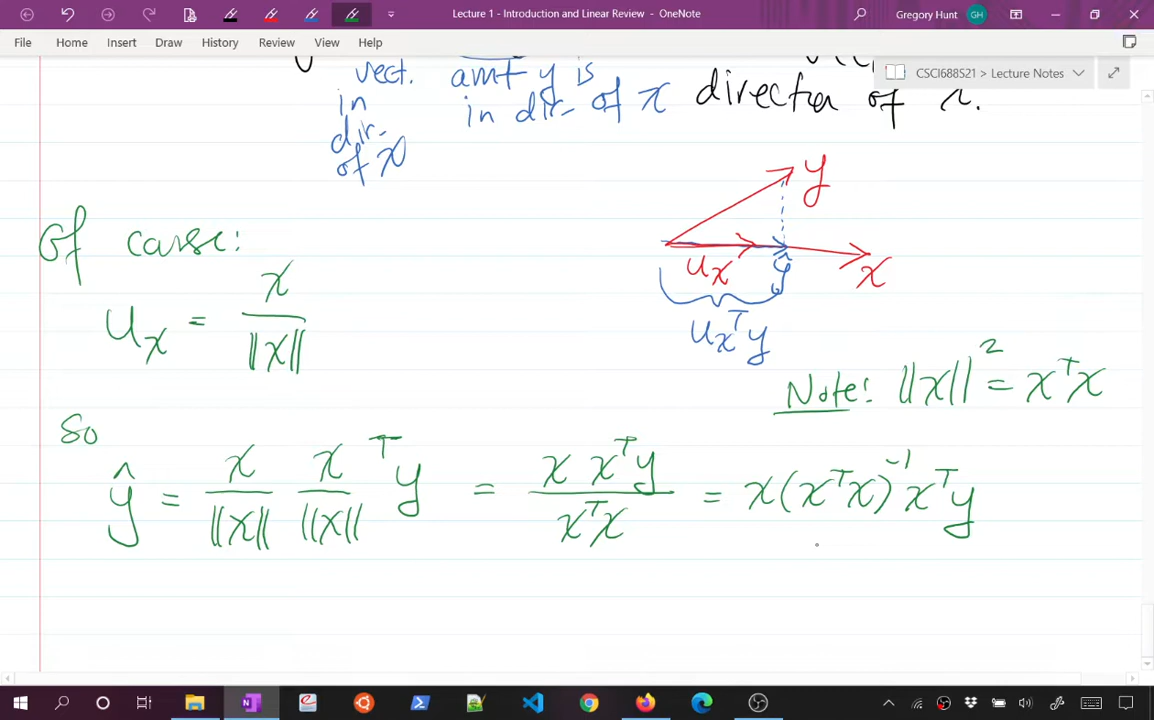 Lecture 1 - Introduction and Linear Review - OneNote
Gregory Hunt
GH
File Home Insert Draw History Review View Help
CSCI688S21 > Lecture Notes
vect. amt y is
in in dir. of x direction of x.
dir.
of x
y
Of carse:
u_x ŷ x
u_x = x / ||x||
u_x^T y
Note: ||x||^2 = x^T x
So
ŷ = x / ||x|| x^T / ||x|| y = x x^T y / x^T x = x(x^T x)^-1 x^T y